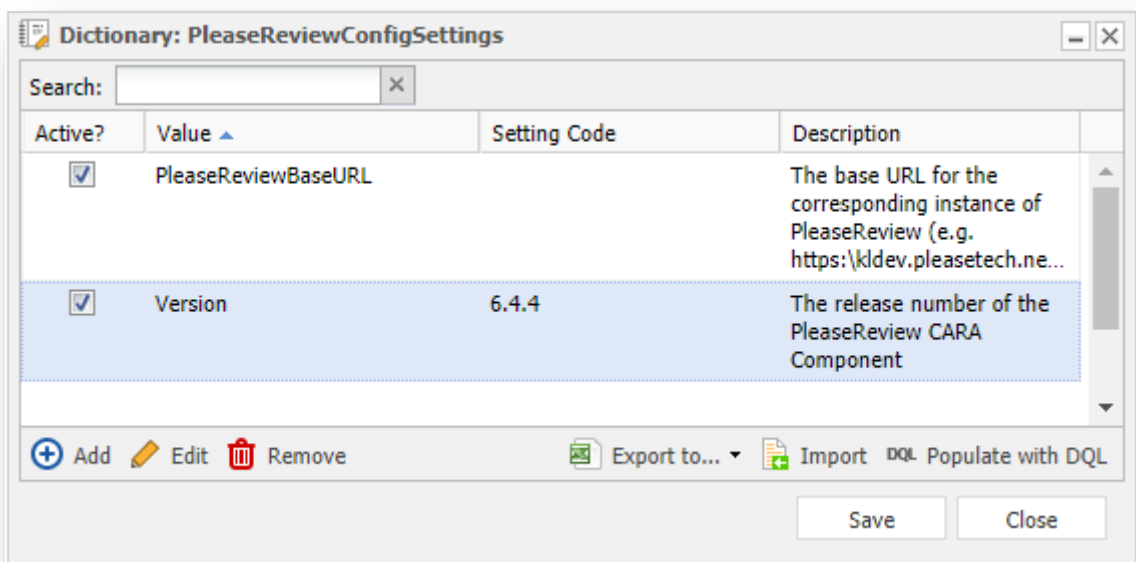 Dictionary: PleaseReviewConfigSettings
Search:
Active? Value Setting Code Description
PleaseReviewBaseURL The base URL for the
corresponding instance of
PleaseReview (e.g.
https:\kldev.pleasetech.ne...
Version 6.4.4 The release number of the
PleaseReview CARA
Component
Add Edit Remove Export to... Import DQL Populate with DQL
Save Close